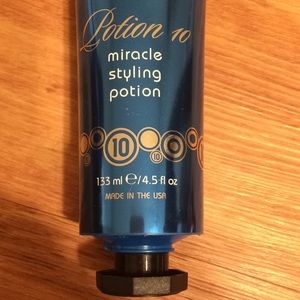 Potion 10
miracle
styling
potion
10
10
133 ml ℮/4.5 fl oz
MADE IN THE USA